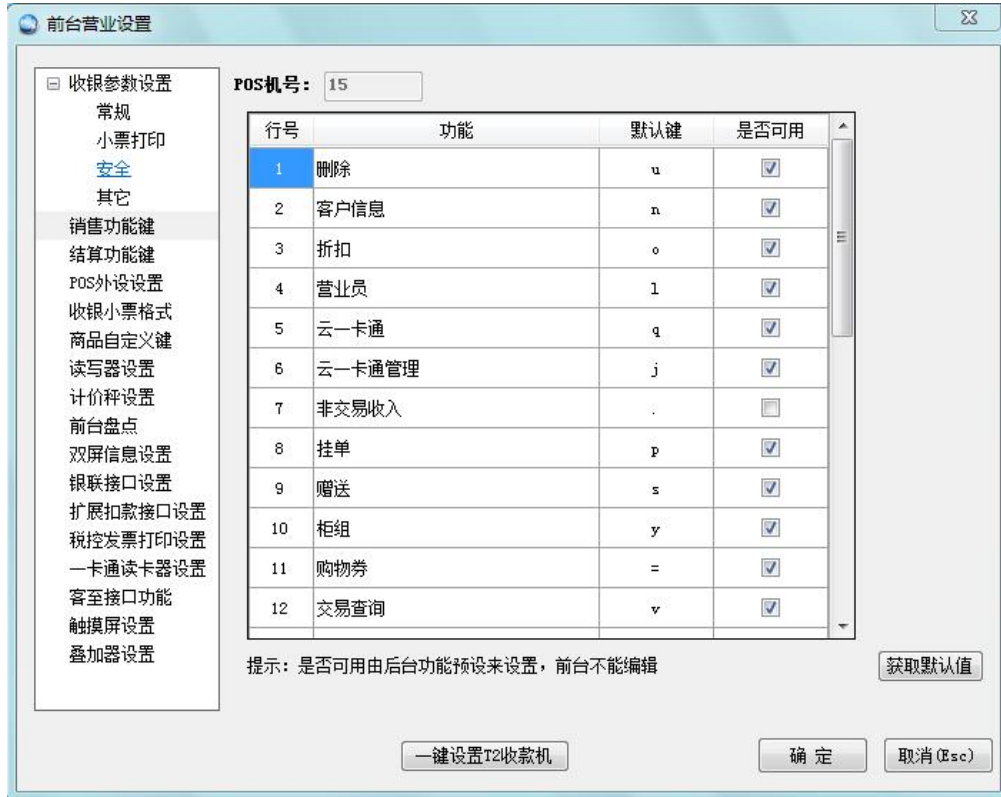 前台营业设置
收银参数设置
常规
小票打印
安全
其它
销售功能键
结算功能键
POS外设设置
收银小票格式
商品自定义键
读写器设置
计价秤设置
前台盘点
双屏信息设置
银联接口设置
扩展扣款接口设置
税控发票打印设置
一卡通读卡器设置
客至接口功能
触摸屏设置
叠加器设置
POS机号: 15
行号 功能 默认键 是否可用
1 删除 u
2 客户信息 n
3 折扣 o
4 营业员 l
5 云一卡通 q
6 云一卡通管理 j
7 非交易收入 .
8 挂单 p
9 赠送 s
10 柜组 y
11 购物券 =
12 交易查询 v
提示: 是否可用由后台功能预设来设置，前台不能编辑
获取默认值
一键设置T2收款机
确 定
取消(Esc)